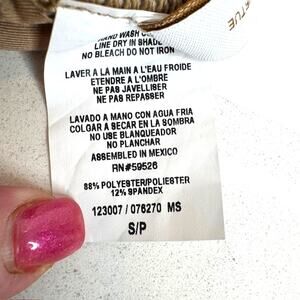 HAND WASH
LINE DRY IN SHADE
NO BLEACH DO NOT IRON
LAVER A LA MAIN A L'EAU FROIDE
ETENDRE A L'OMBRE
NE PAS JAVELLISER
NE PAS REPASSER
LAVADO A MANO CON AGUA FRIA
COLGAR A SECAR EN LA SOMBRA
NO USE BLANQUEADOR
NO PLANCHAR
ASSEMBLED IN MEXICO
RN#59526
88% POLYESTER/POLIESTER
12% SPANDEX
123007 / 076270 MS
S/P